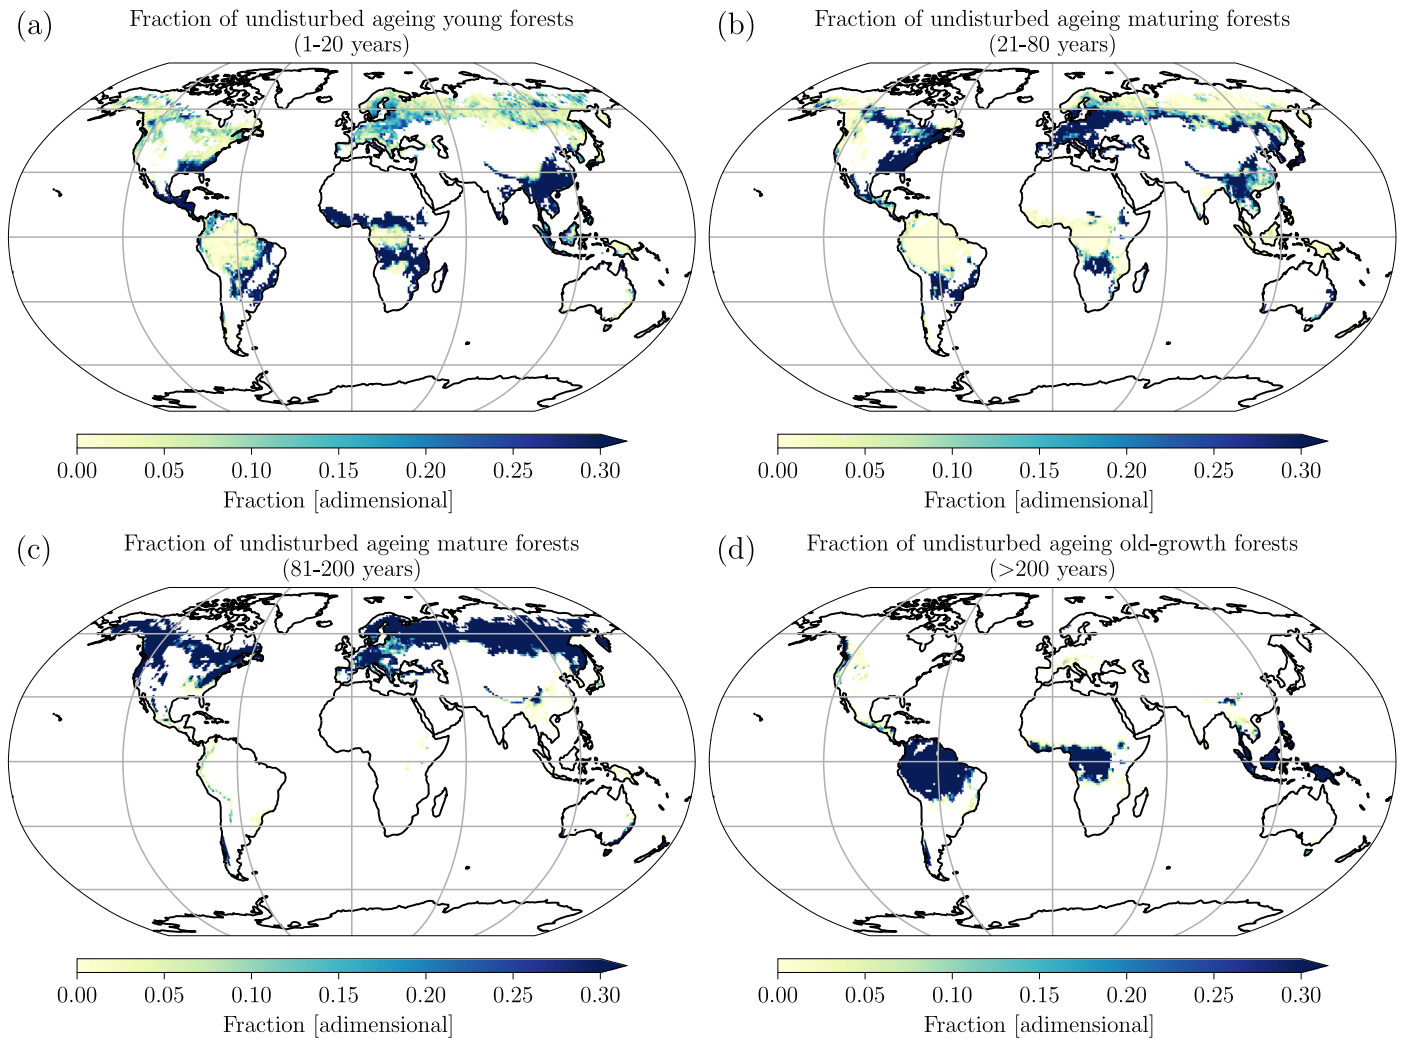 (a)
Fraction of undisturbed ageing young forests
(1-20 years)
0.00 0.05 0.10 0.15 0.20 0.25 0.30
Fraction [adimensional]
(b)
Fraction of undisturbed ageing maturing forests
(21-80 years)
0.00 0.05 0.10 0.15 0.20 0.25 0.30
Fraction [adimensional]
(c)
Fraction of undisturbed ageing mature forests
(81-200 years)
0.00 0.05 0.10 0.15 0.20 0.25 0.30
Fraction [adimensional]
(d)
Fraction of undisturbed ageing old-growth forests
(>200 years)
0.00 0.05 0.10 0.15 0.20 0.25 0.30
Fraction [adimensional]